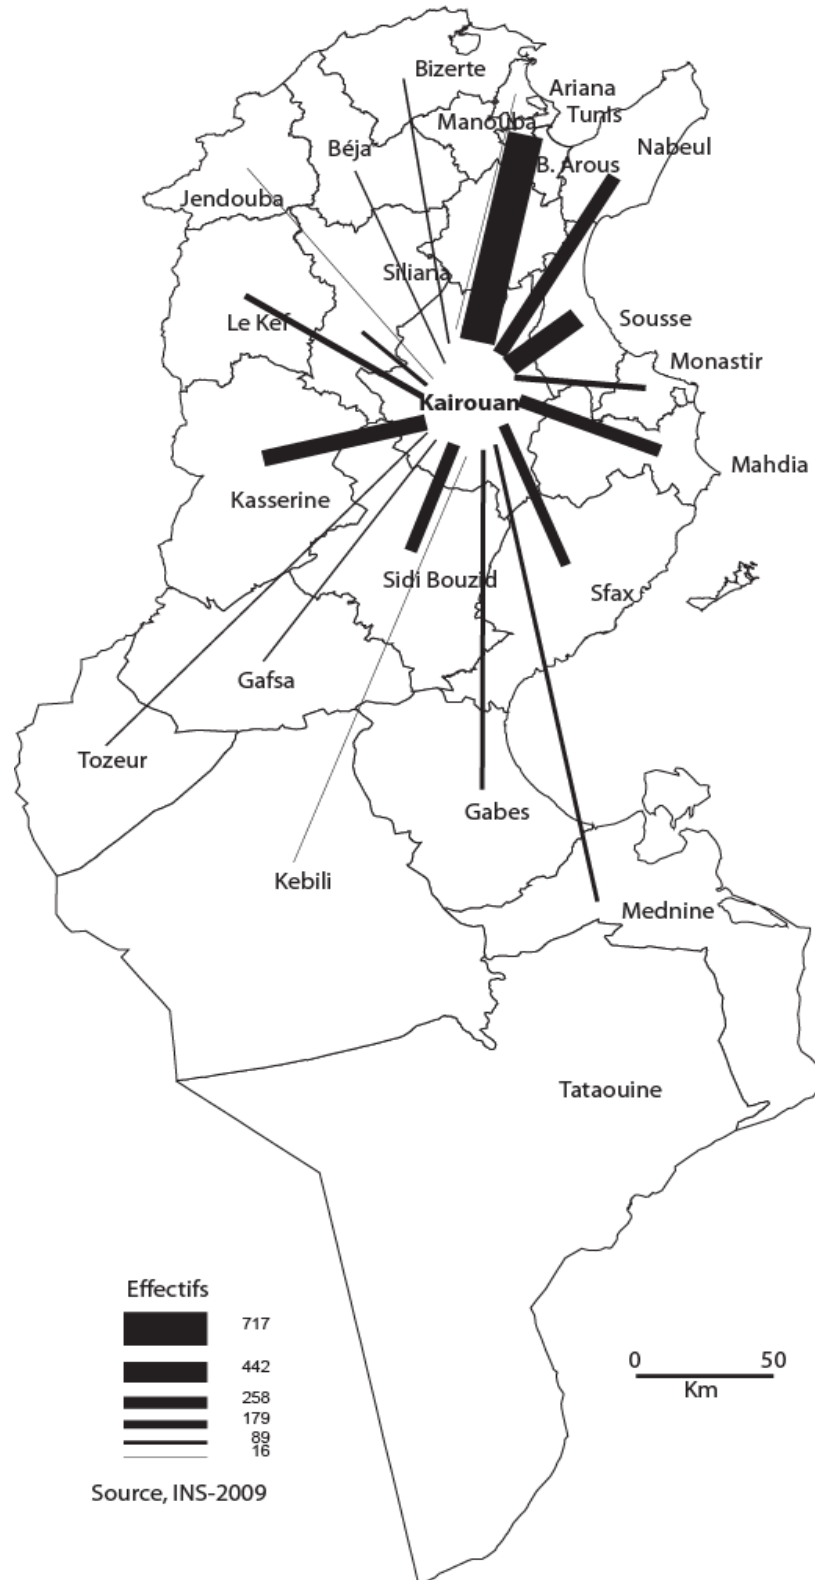 Bizerte
Ariana
Manouba
Tunis
Béja
Nabeul
B. Arous
Jendouba
Siliana
Le Kef
Sousse
Monastir
Kairouan
Mahdia
Kasserine
Sidi Bouzid
Sfax
Gafsa
Tozeur
Gabes
Kebili
Mednine
Tataouine
Effectifs
717
442
258
179
89
16
0 50
Km
Source, INS-2009